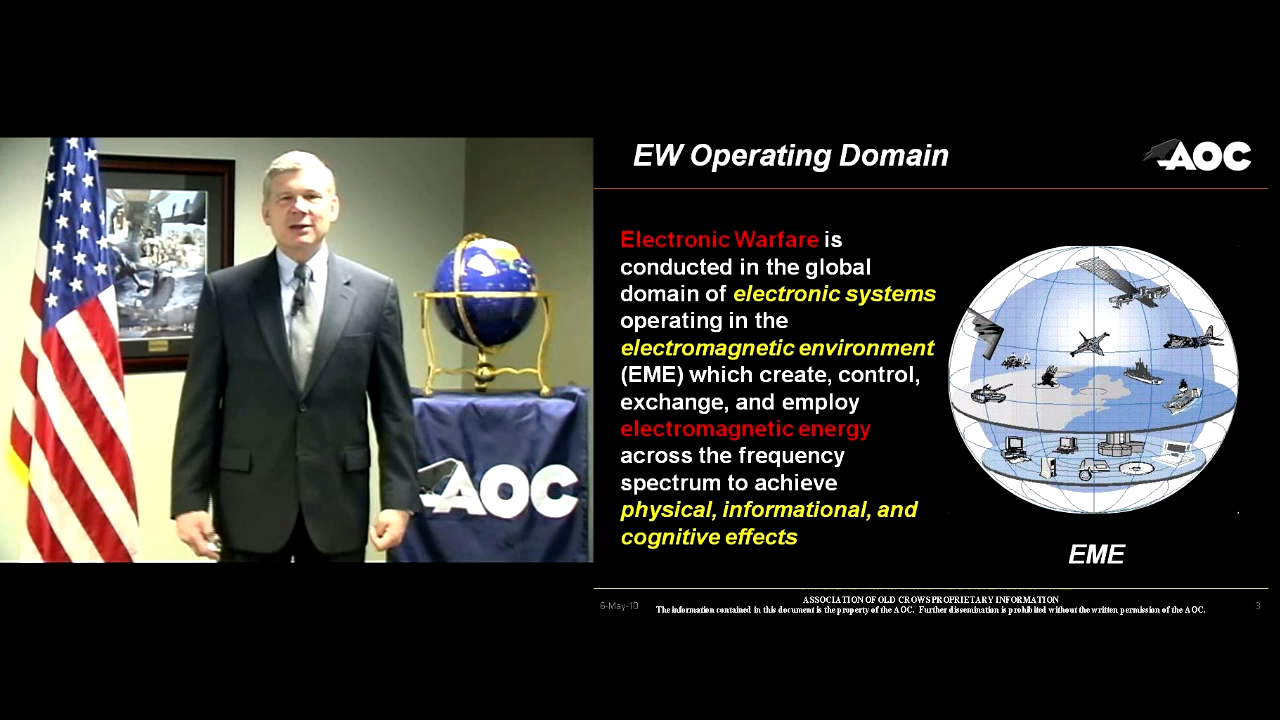 EW Operating Domain
AOC
Electronic Warfare is
conducted in the global
domain of electronic systems
operating in the
electromagnetic environment
(EME) which create, control,
exchange, and employ
electromagnetic energy
across the frequency
spectrum to achieve
physical, informational, and
cognitive effects
EME
AOC
6-May-10
ASSOCIATION OF OLD CROWS PROPRIETARY INFORMATION
The information contained in this document is the property of the AOC. Further dissemination is prohibited without the written permission of the AOC.
3